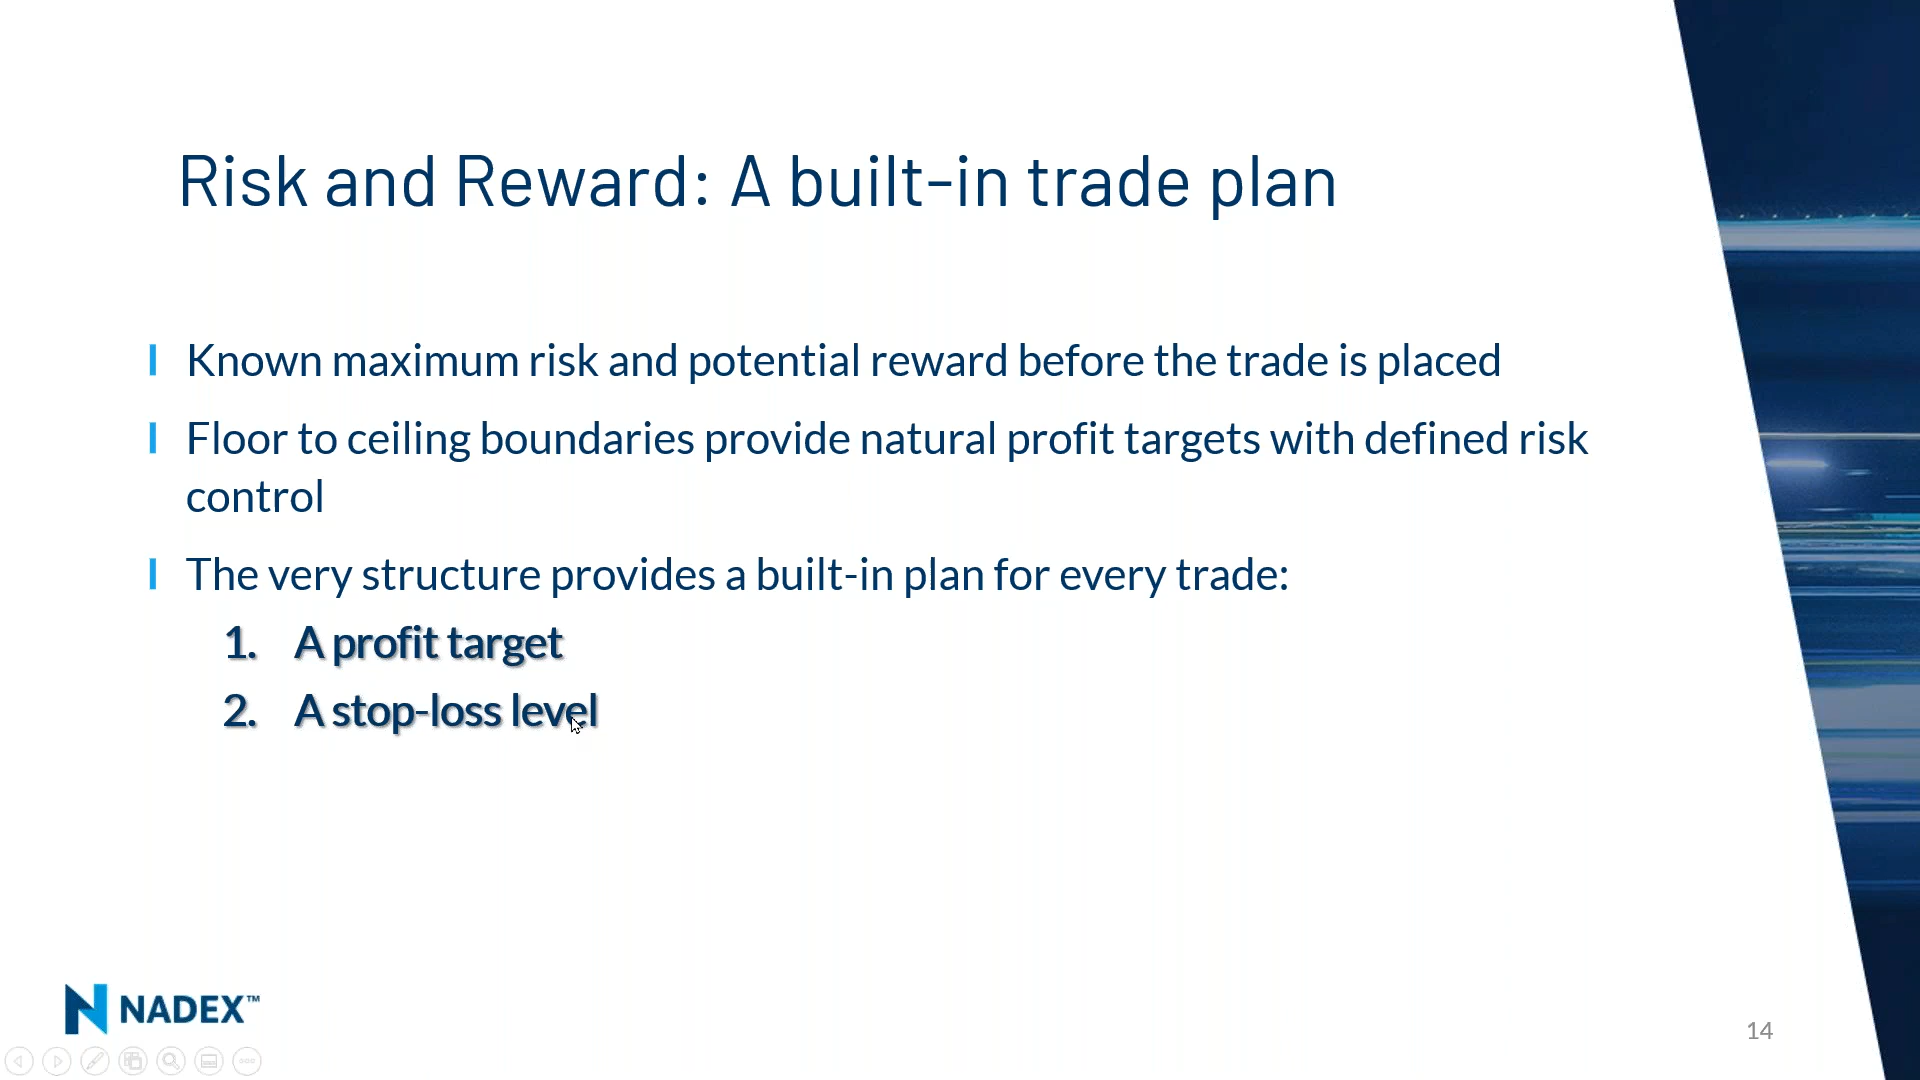 Risk and Reward: A built-in trade plan
Known maximum risk and potential reward before the trade is placed
Floor to ceiling boundaries provide natural profit targets with defined risk
control
The very structure provides a built-in plan for every trade:
1. A profit target
2. A stop-loss level
NADEX™
14